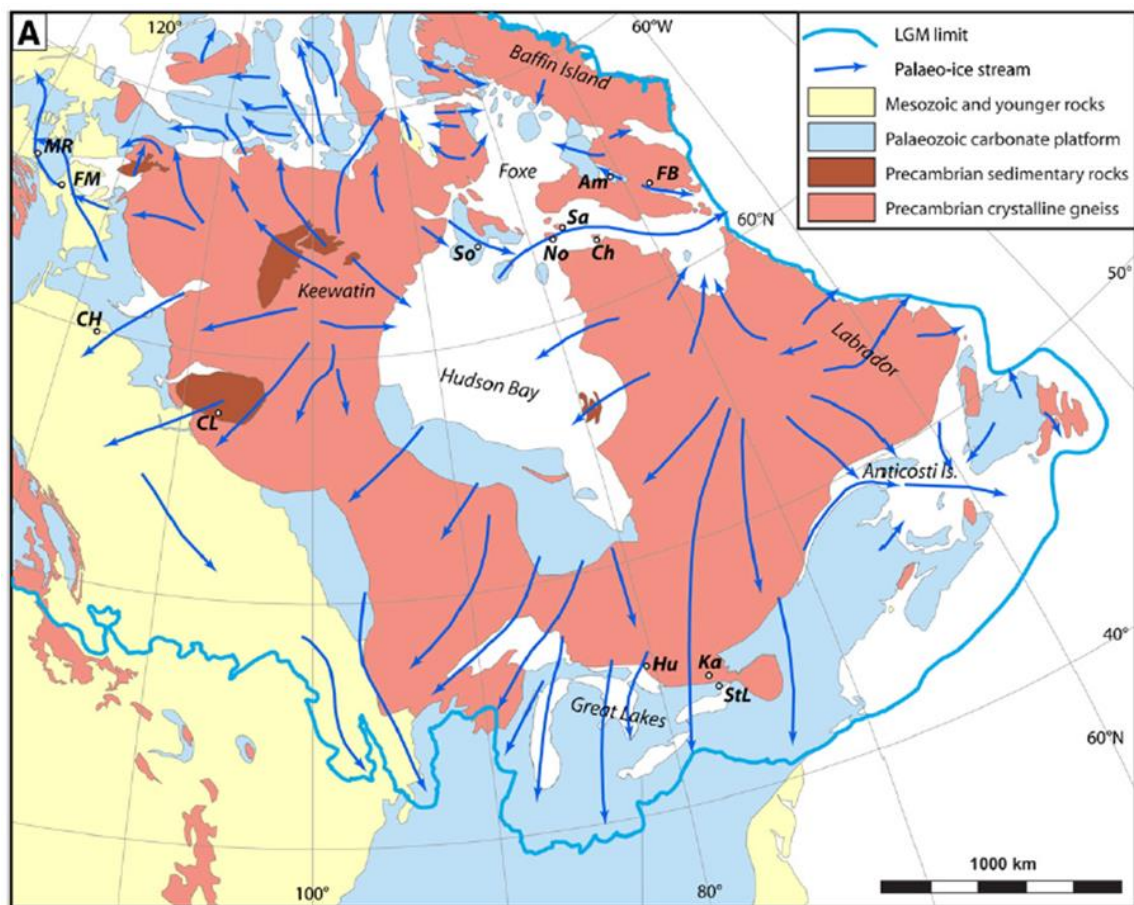 A
120°
60°W
LGM limit
Palaeo-ice stream
Mesozoic and younger rocks
Palaeozoic carbonate platform
Precambrian sedimentary rocks
Precambrian crystalline gneiss
Baffin Island
MR
FM
Foxe
Am
FB
60°N
50°
Sa
So
No
Ch
Keewatin
CH
Labrador
Hudson Bay
CL
Anticosti Is.
40°
Hu
Ka
StL
Great Lakes
60°N
1000 km
100°
80°